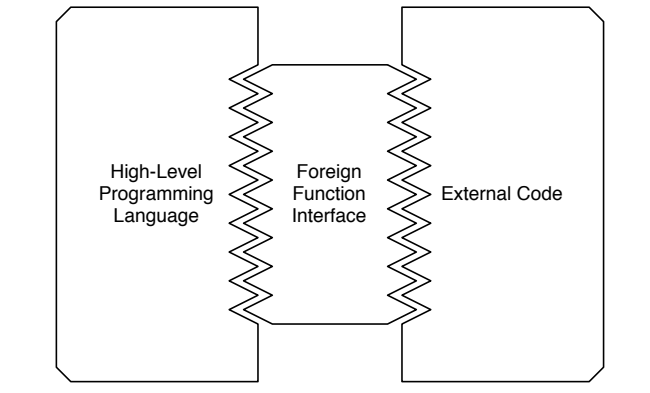 High-Level
Programming
Language
Foreign
Function
Interface
External Code